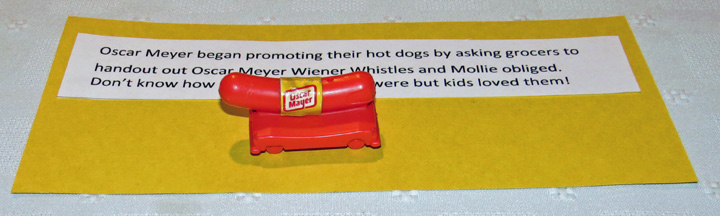 Oscar Meyer began promoting their hot dogs by asking grocers to
handout out Oscar Meyer Wiener Whistles and Mollie obliged.
Don't know how were but kids loved them!
Oscar
Mayer